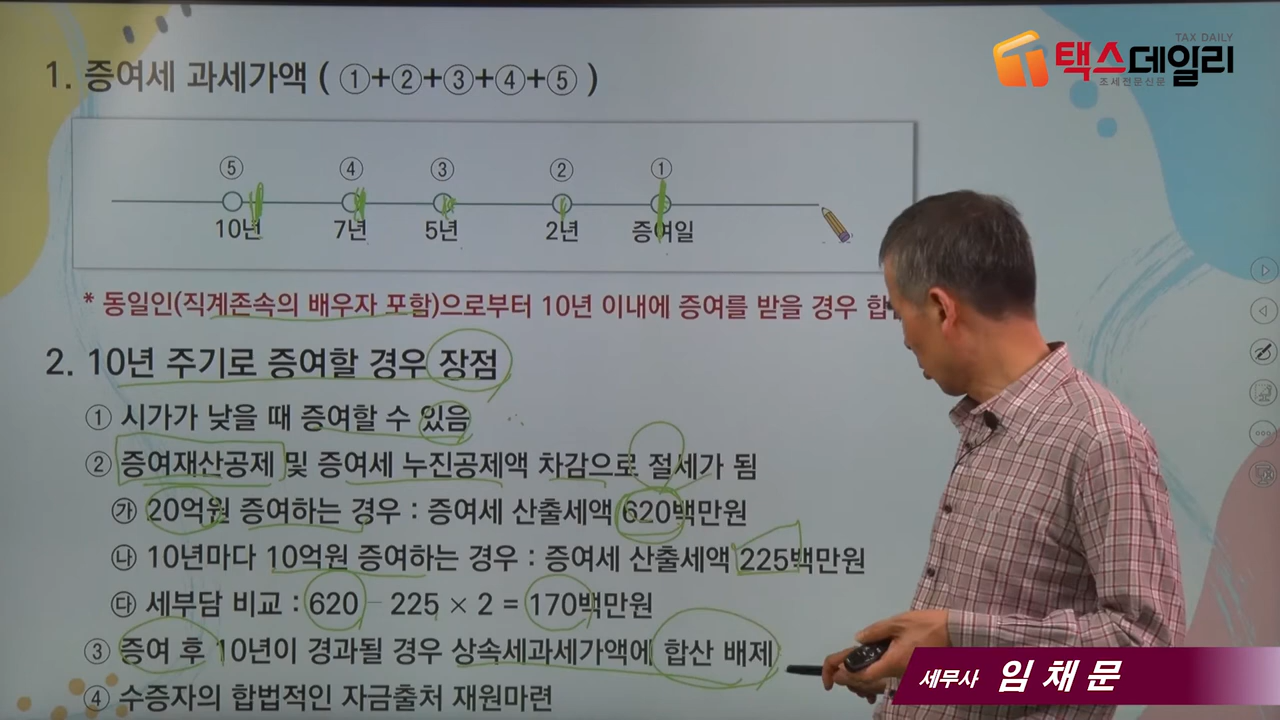 TAX DAILY
택스데일리
조세전문신문
1. 증여세 과세가액 ( ①+②+③+④+⑤ )
⑤ ④ ③ ② ①
10년 7년 5년 2년 증여일
* 동일인(직계존속의 배우자 포함)으로부터 10년 이내에 증여를 받을 경우
2. 10년 주기로 증여할 경우 장점
① 시가가 낮을 때 증여할 수 있음
② 증여재산공제 및 증여세 누진공제액 차감으로 절세가 됨
㉮ 20억원 증여하는 경우 : 증여세 산출세액 620백만원
㉯ 10년마다 10억원 증여하는 경우 : 증여세 산출세액 225백만원
㉰ 세부담 비교 : 620 − 225 × 2 = 170백만원
③ 증여 후 10년이 경과될 경우 상속세과세가액에 합산 배제
④ 수증자의 합법적인 자금출처 재원마련
세무사 임채문